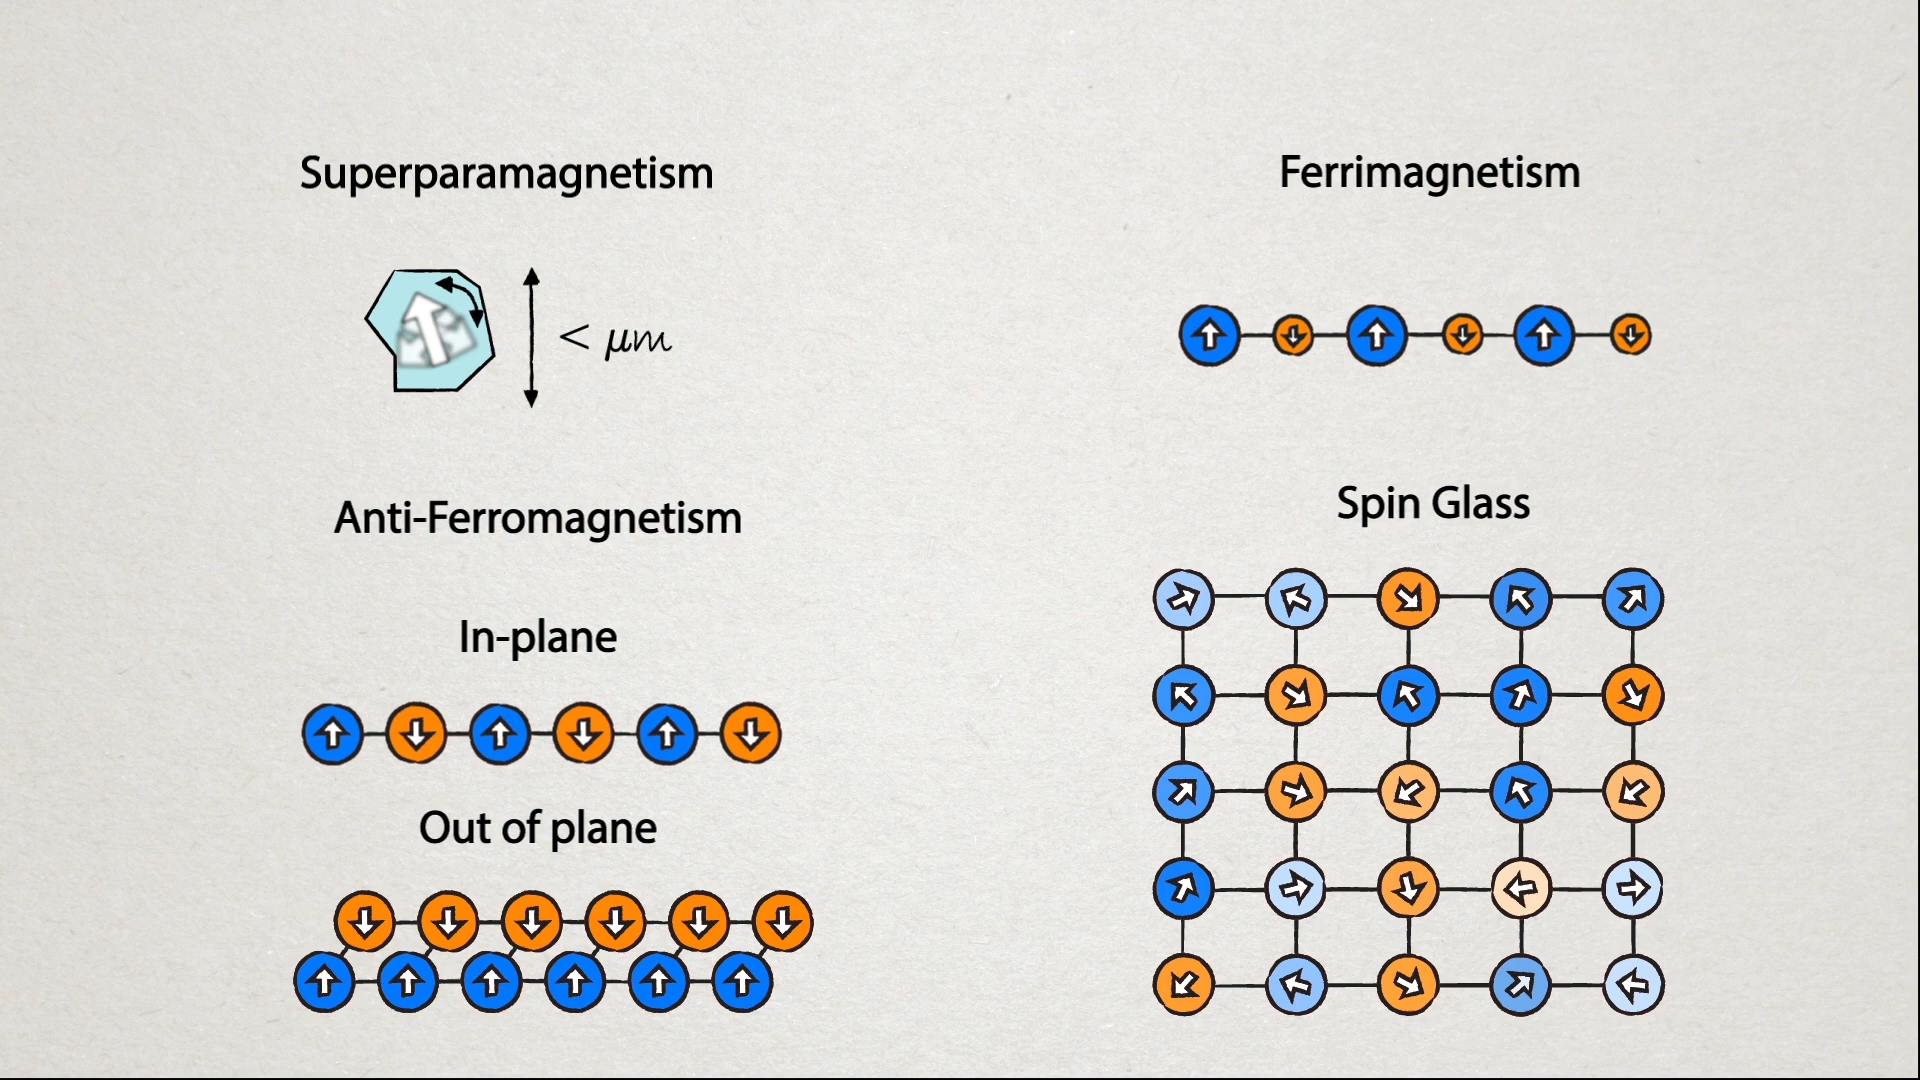 Superparamagnetism
< μm
Anti-Ferromagnetism
In-plane
Out of plane
Ferrimagnetism
Spin Glass